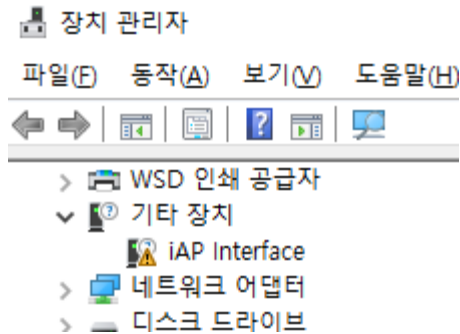 장치 관리자
파일(F) 동작(A) 보기(V) 도움말(H)
WSD 인쇄 공급자
기타 장치
iAP Interface
네트워크 어댑터
디스크 드라이브